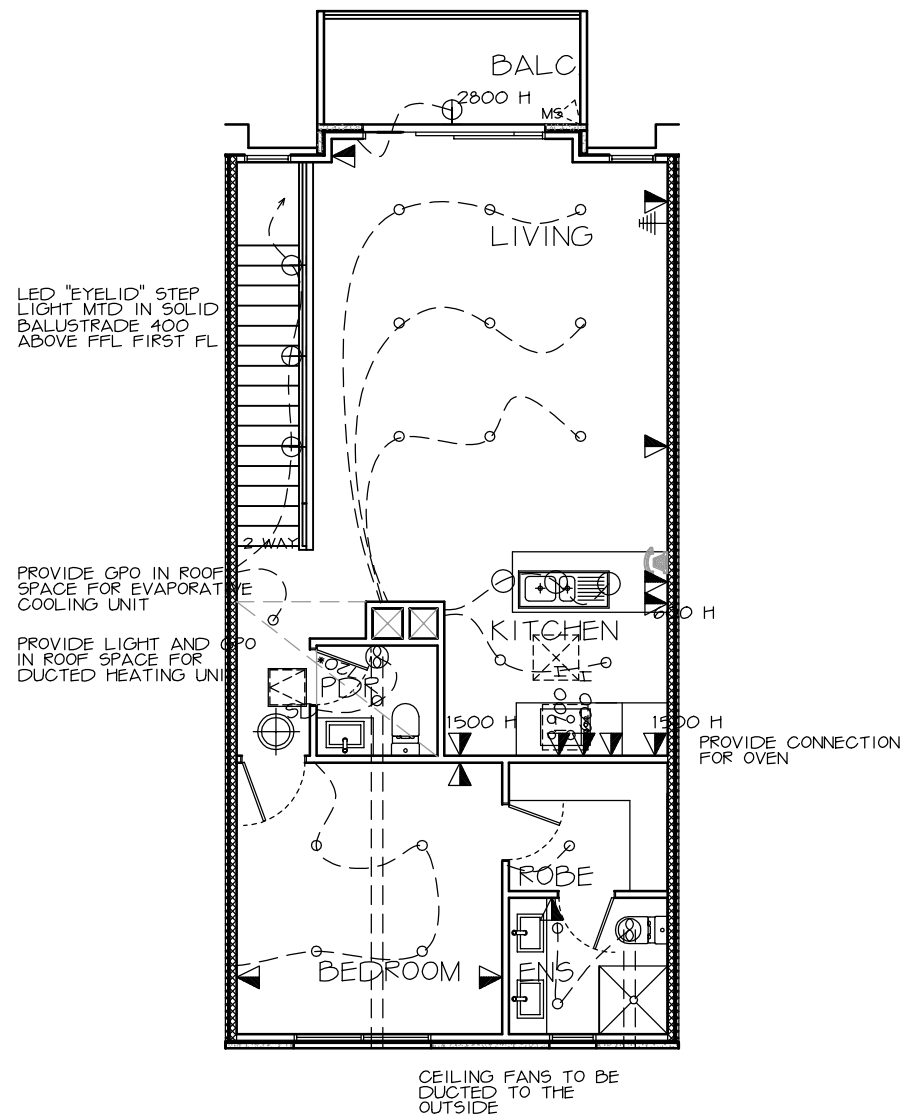 BALC
2800 H
MS
LIVING
LED "EYELID" STEP
LIGHT MTD IN SOLID
BALUSTRADE 400
ABOVE FFL FIRST FL
2 WAY
PROVIDE GPO IN ROOF
SPACE FOR EVAPORATIVE
COOLING UNIT
600 H
KITCHEN
PROVIDE LIGHT AND GPO
IN ROOF SPACE FOR
DUCTED HEATING UNIT
PDR
SD
1500 H
1500 H
PROVIDE CONNECTION
FOR OVEN
ROBE
BEDROOM
ENS
CEILING FANS TO BE
DUCTED TO THE
OUTSIDE